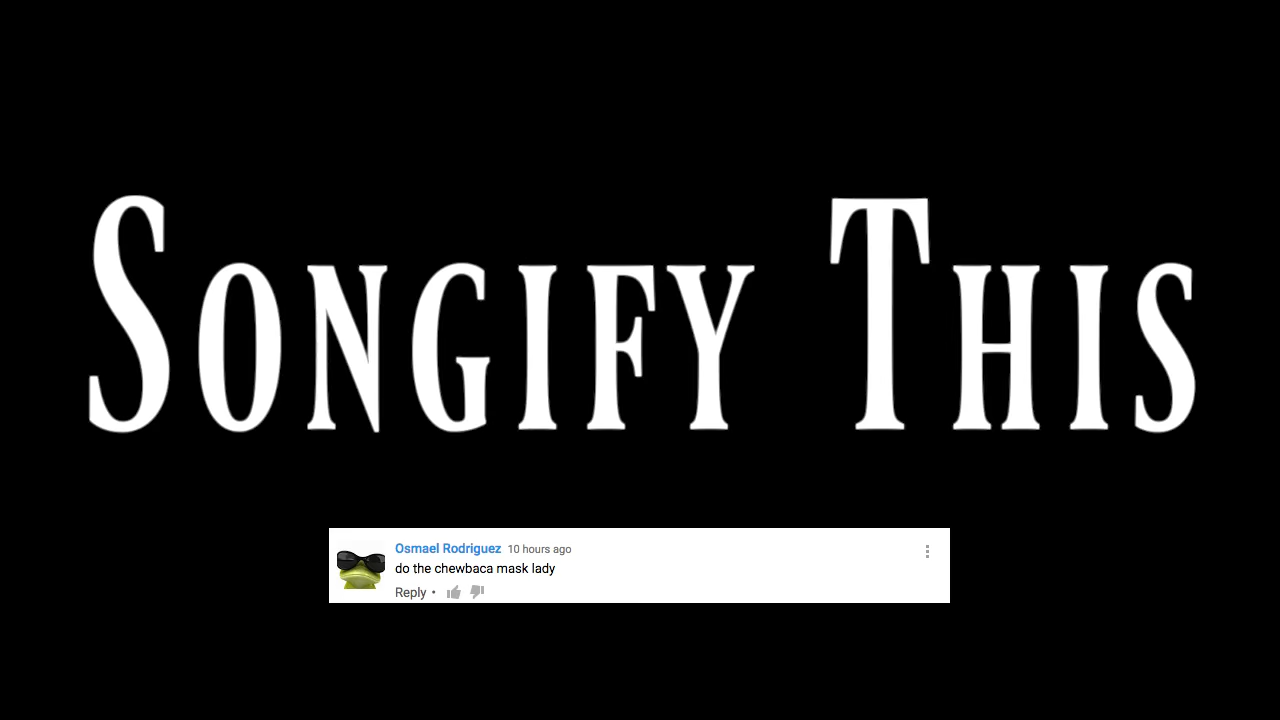 SONGIFY THIS
Osmael Rodriguez 10 hours ago
do the chewbaca mask lady
Reply •